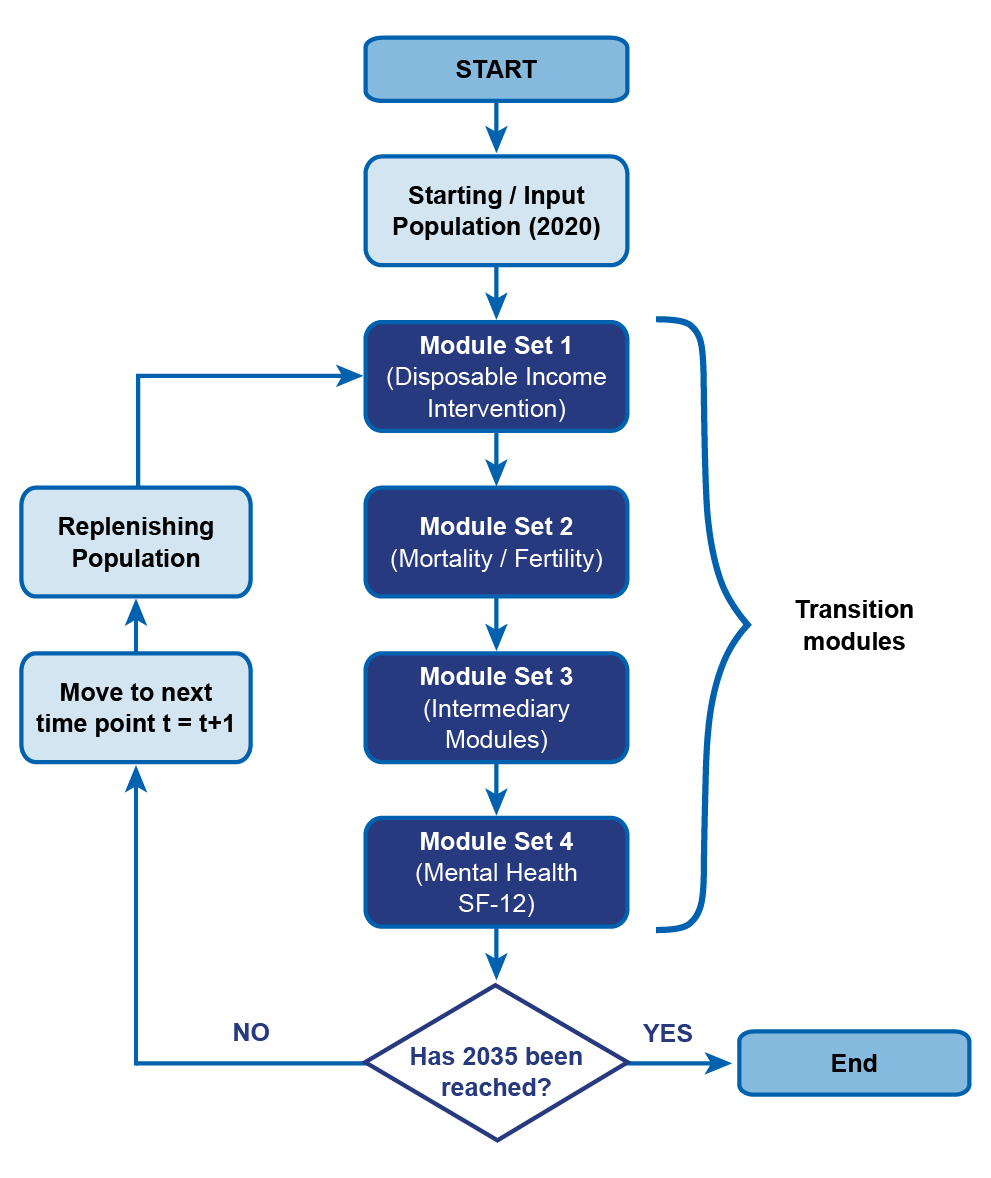 START
Starting / Input
Population (2020)
Module Set 1
(Disposable Income
Intervention)
Module Set 2
(Mortality / Fertility)
Module Set 3
(Intermediary
Modules)
Module Set 4
(Mental Health
SF-12)
Transition
modules
Replenishing
Population
Move to next
time point t = t+1
Has 2035 been
reached?
NO
YES
End